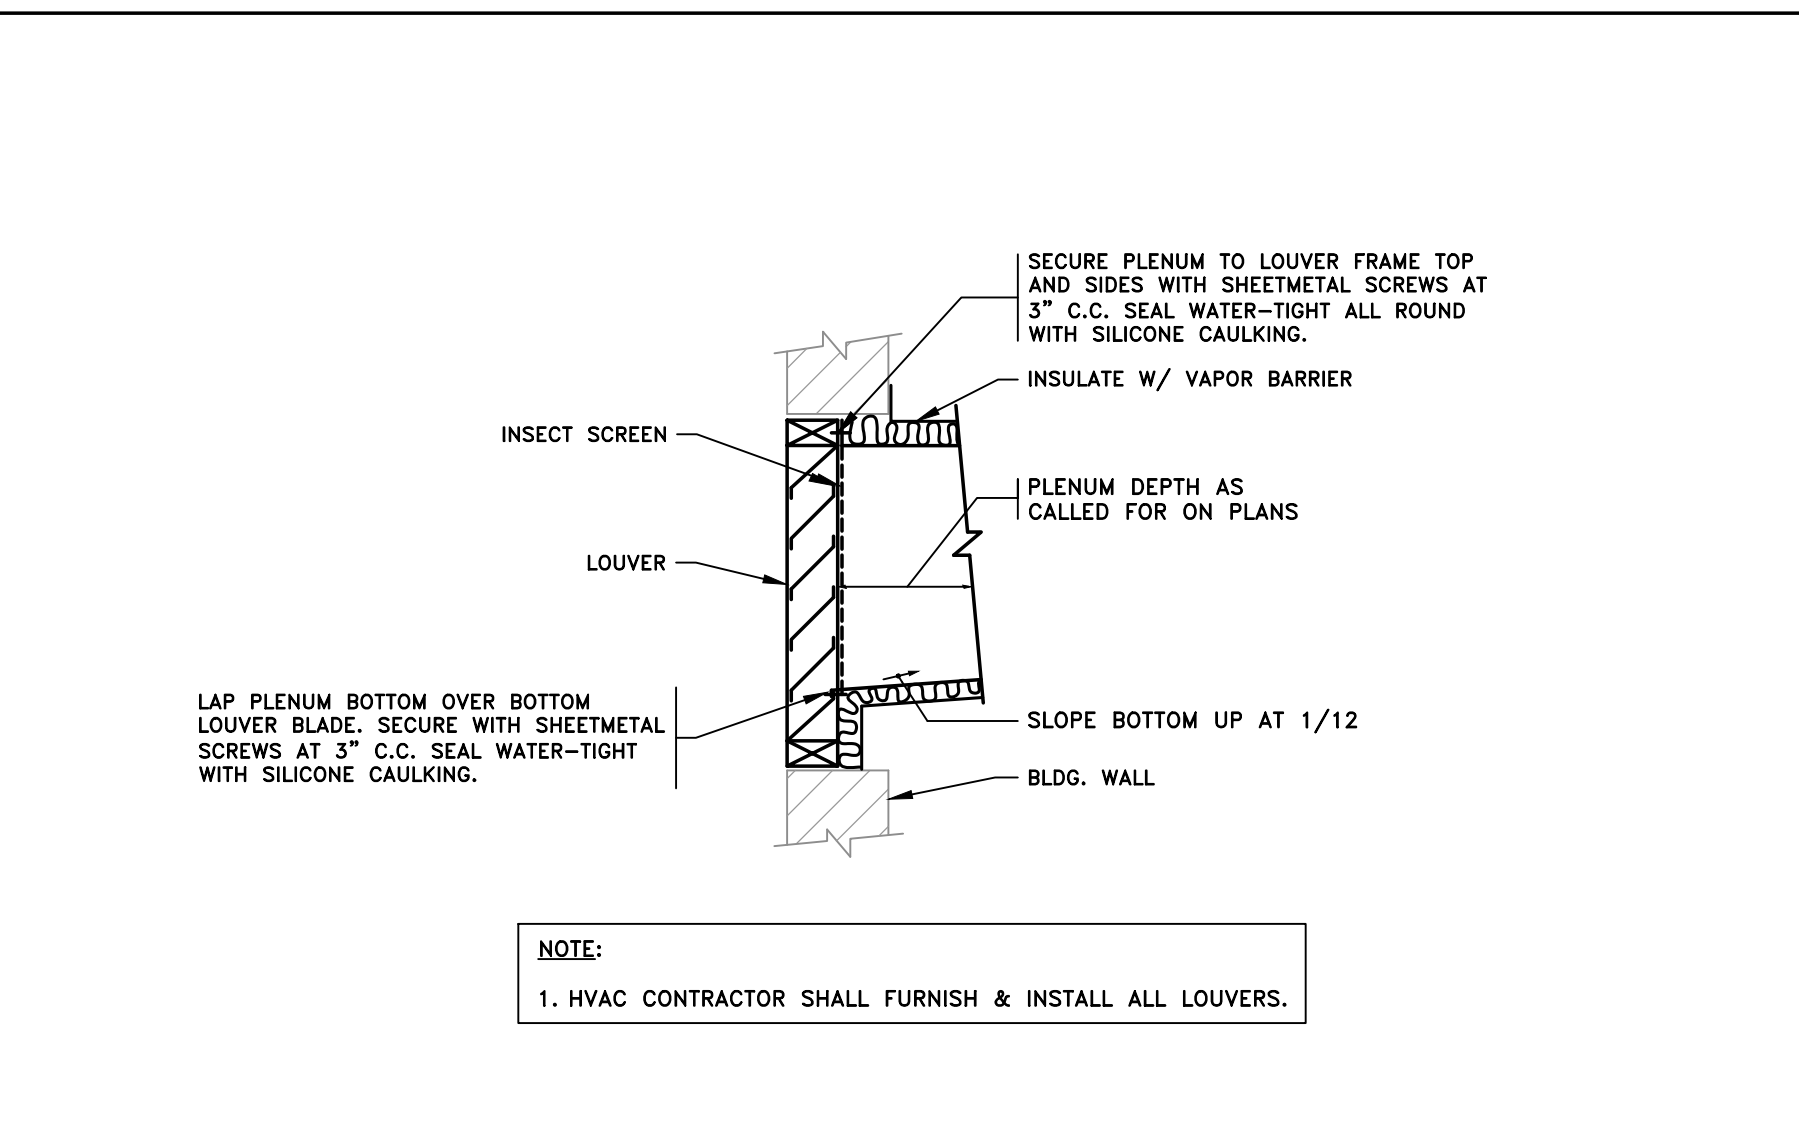 SECURE PLENUM TO LOUVER FRAME TOP
AND SIDES WITH SHEETMETAL SCREWS AT
3” C.C. SEAL WATER-TIGHT ALL ROUND
WITH SILICONE CAULKING.
INSULATE W/ VAPOR BARRIER
INSECT SCREEN
PLENUM DEPTH AS
CALLED FOR ON PLANS
LOUVER
LAP PLENUM BOTTOM OVER BOTTOM
LOUVER BLADE. SECURE WITH SHEETMETAL
SCREWS AT 3” C.C. SEAL WATER-TIGHT
WITH SILICONE CAULKING.
SLOPE BOTTOM UP AT 1/12
BLDG. WALL
NOTE:
1. HVAC CONTRACTOR SHALL FURNISH & INSTALL ALL LOUVERS.